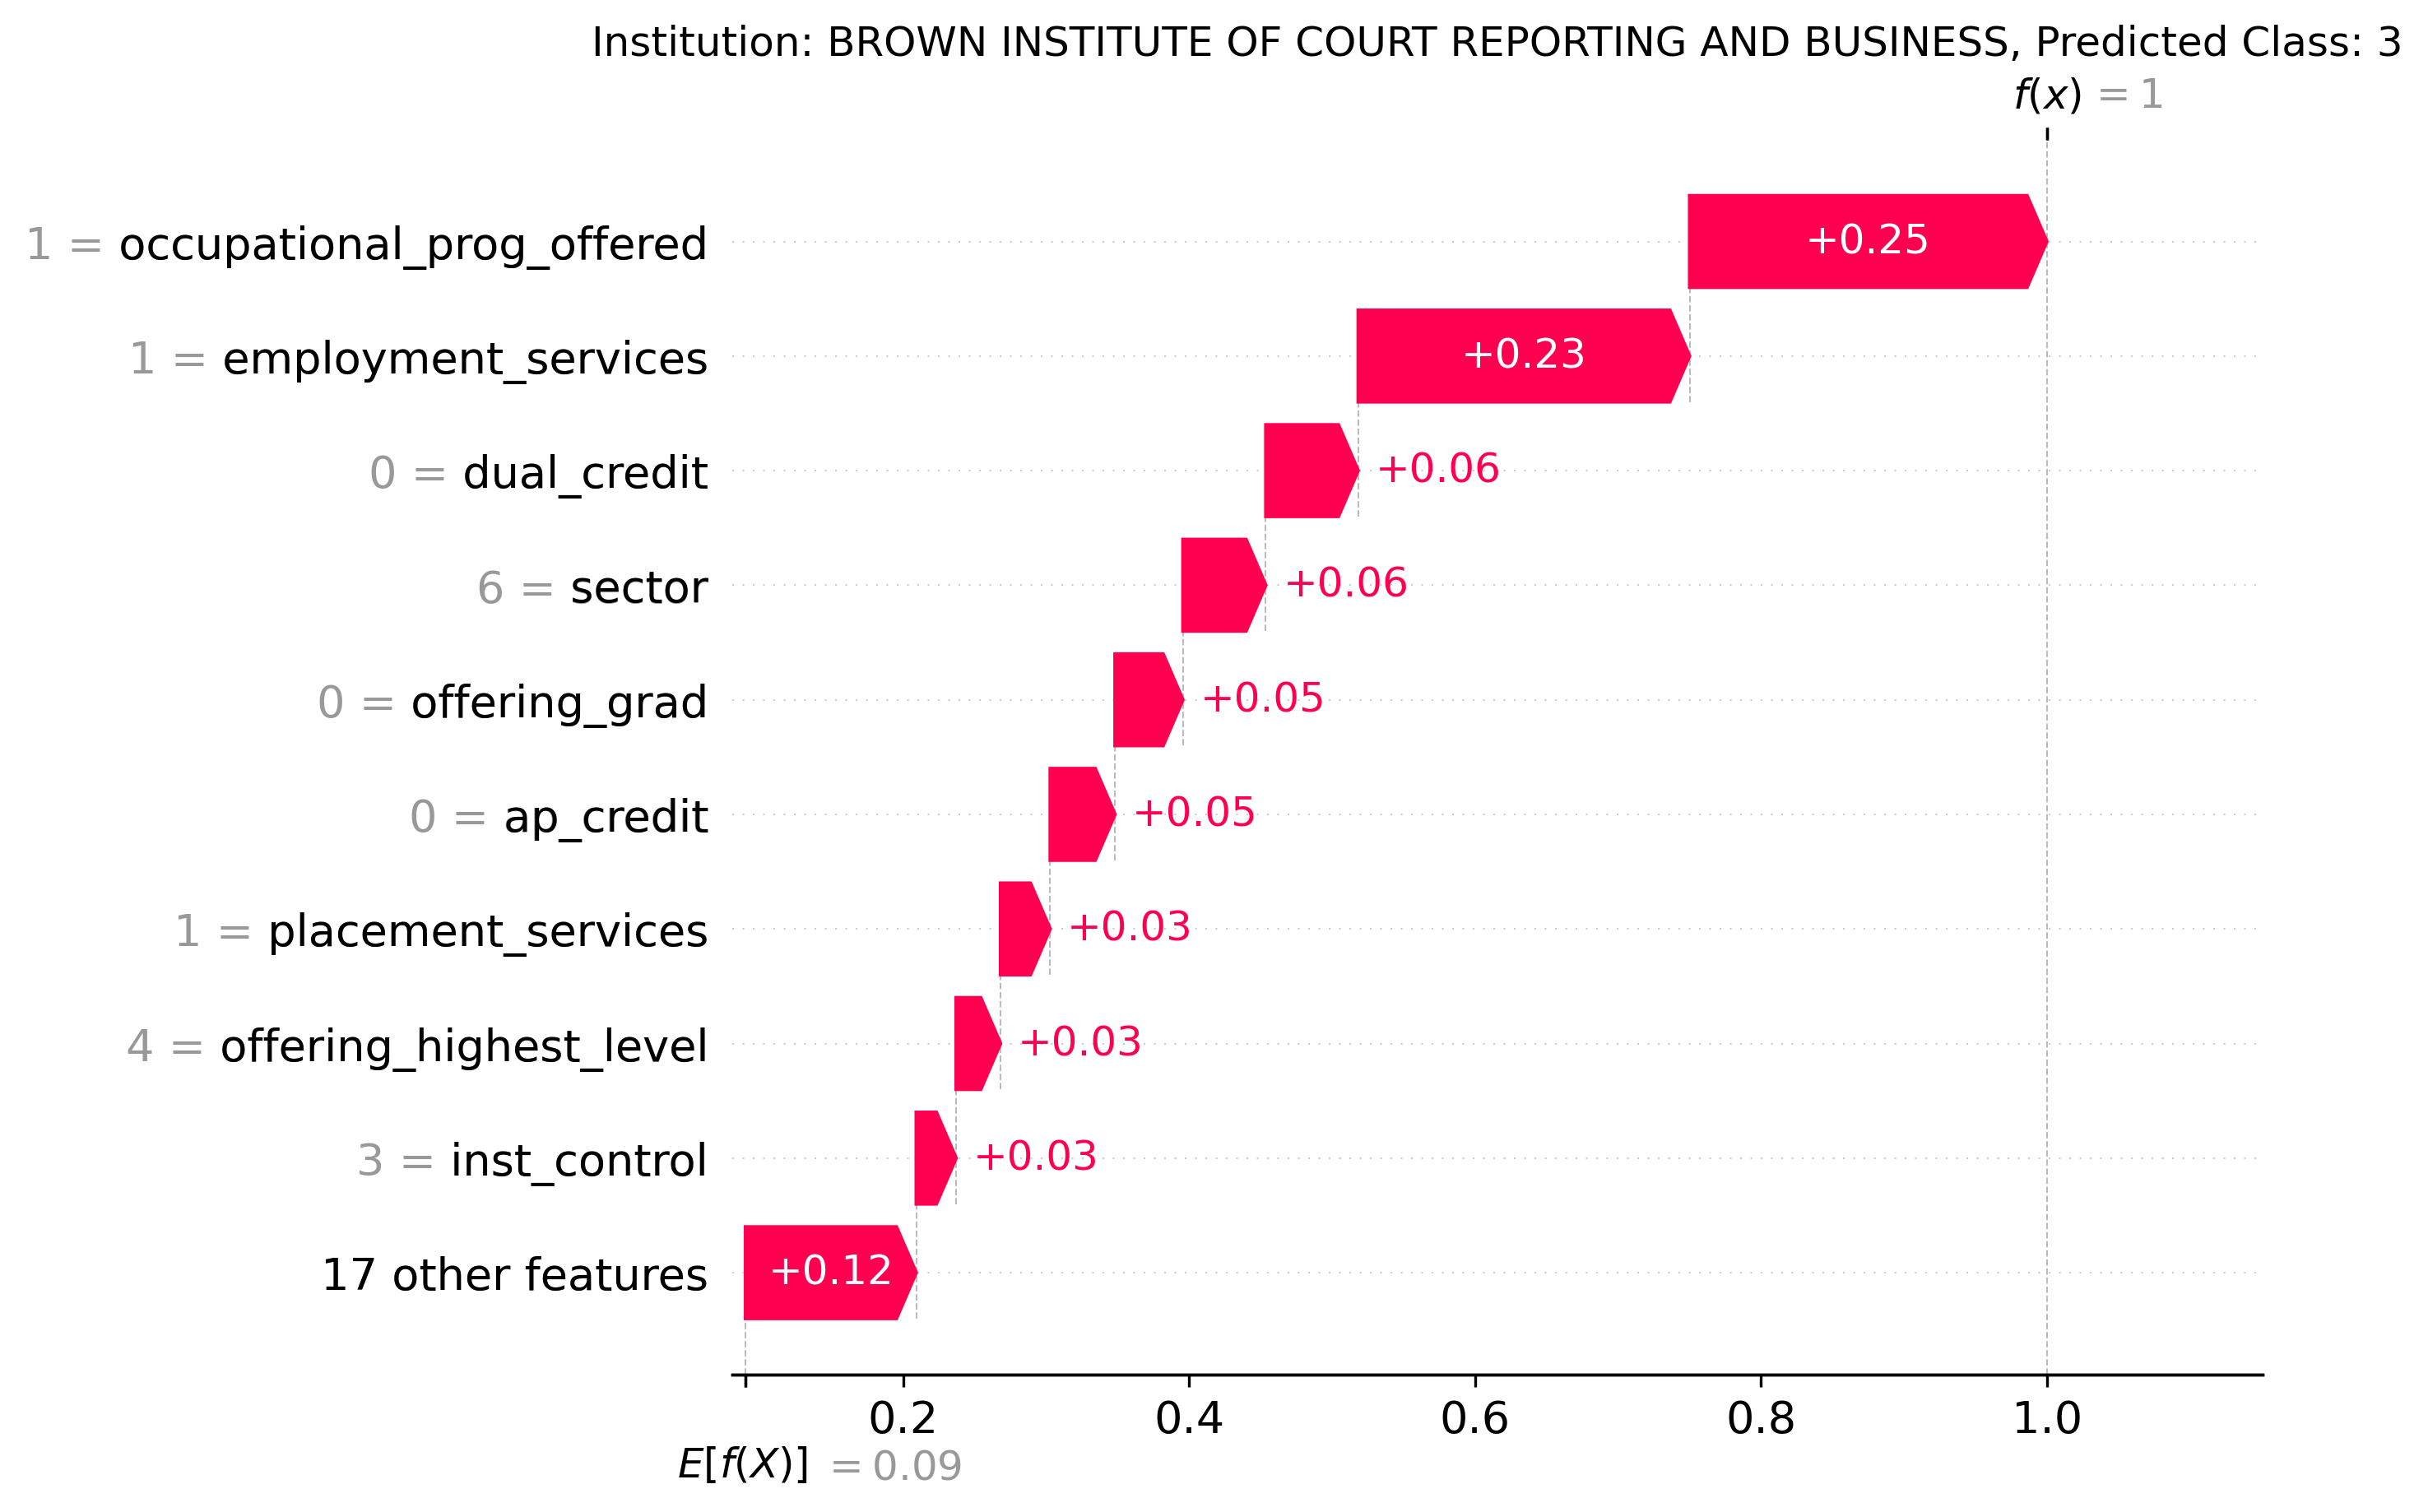 Institution: BROWN INSTITUTE OF COURT REPORTING AND BUSINESS, Predicted Class: 3
f(x) = 1
1 = occupational_prog_offered +0.25
1 = employment_services +0.23
0 = dual_credit +0.06
6 = sector +0.06
0 = offering_grad +0.05
0 = ap_credit +0.05
1 = placement_services +0.03
4 = offering_highest_level +0.03
3 = inst_control +0.03
17 other features +0.12
0.2 0.4 0.6 0.8 1.0
E[f(X)] = 0.09